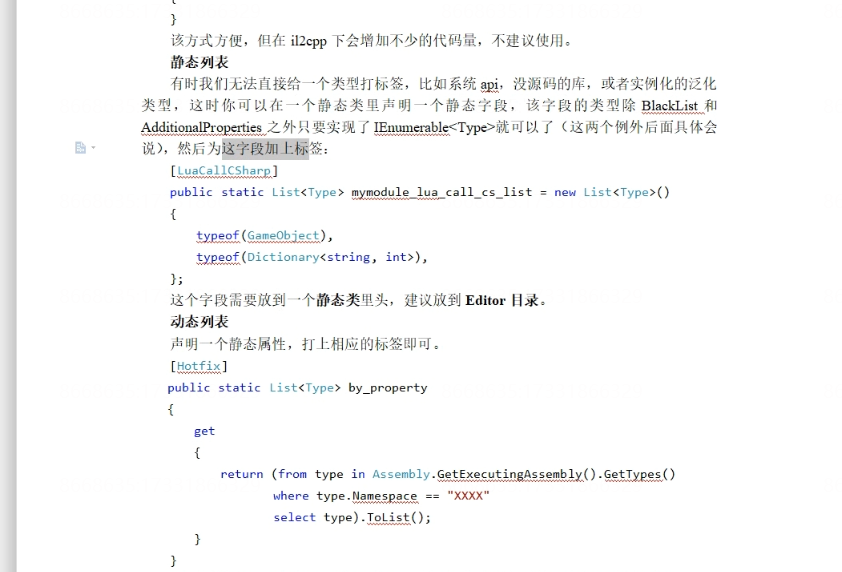 }
该方式方便，但在 il2cpp 下会增加不少的代码量，不建议使用。
静态列表
有时我们无法直接给一个类型打标签，比如系统 api，没源码的库，或者实例化的泛化
类型，这时你可以在一个静态类里声明一个静态字段，该字段的类型除 BlackList 和
AdditionalProperties 之外只要实现了 IEnumerable<Type>就可以了（这两个例外后面具体会
说），然后为这字段加上标签：
[LuaCallCSharp]
public static List<Type> mymodule_lua_call_cs_list = new List<Type>()
{
typeof(GameObject),
typeof(Dictionary<string, int>),
};
这个字段需要放到一个静态类里头，建议放到 Editor 目录。
动态列表
声明一个静态属性，打上相应的标签即可。
[Hotfix]
public static List<Type> by_property
{
get
{
return (from type in Assembly.GetExecutingAssembly().GetTypes()
where type.Namespace == "XXXX"
select type).ToList();
}
}